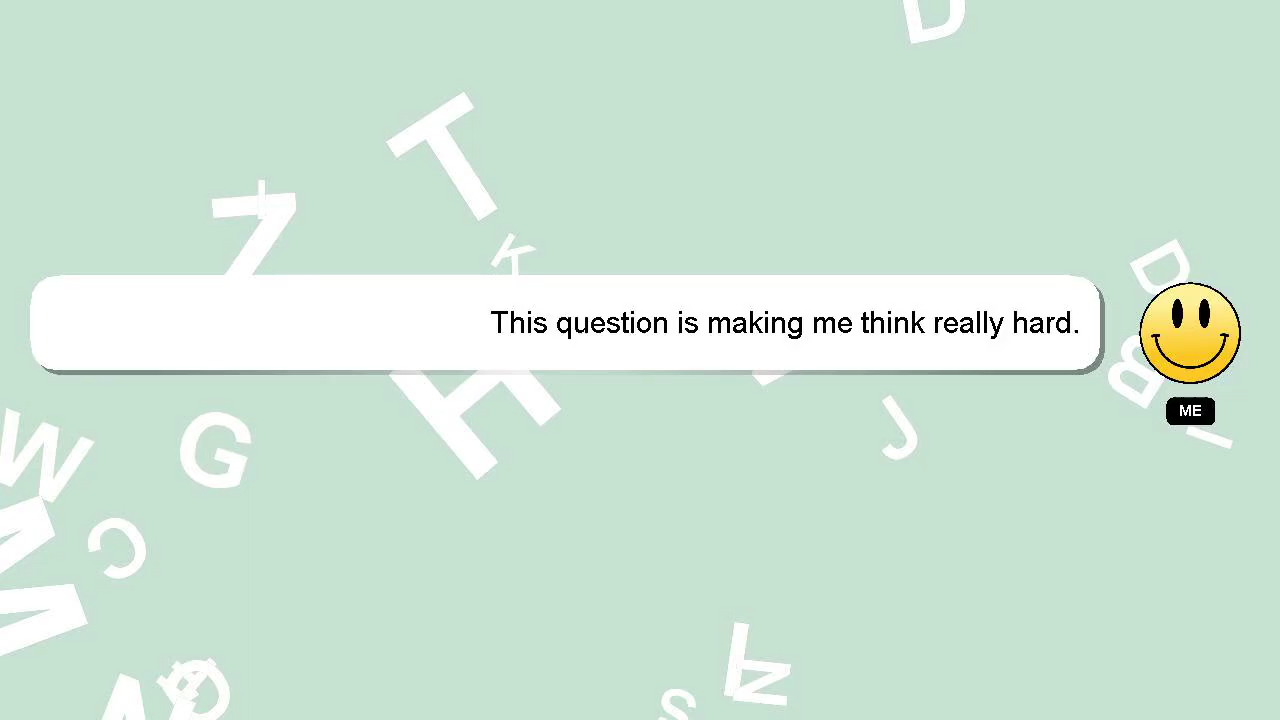 D
T
Z
I
K
This question is making me think really hard.
D
B
ME
H
J
I
W
G
C
S
Z